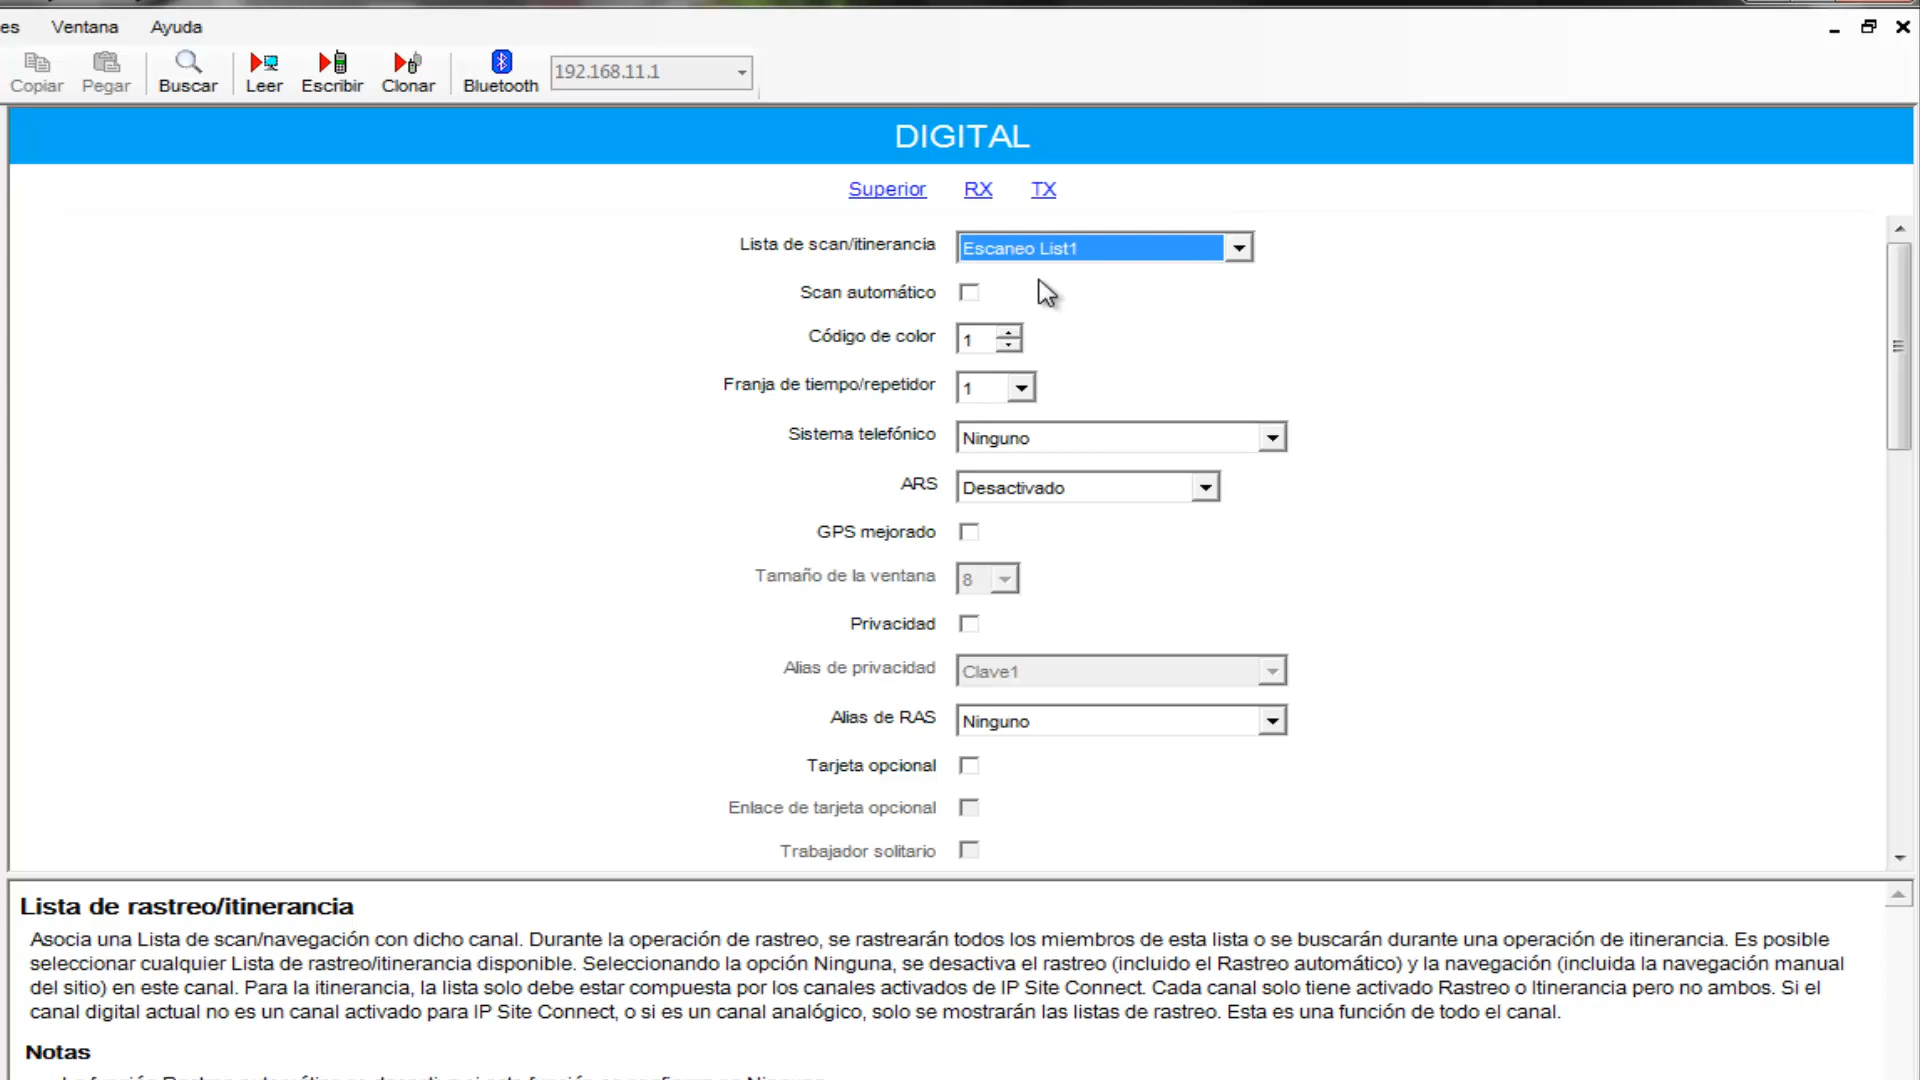 es Ventana Ayuda
Copiar Pegar Buscar Leer Escribir Clonar Bluetooth 192.168.11.1
DIGITAL
Superior RX TX
Lista de scan/itinerancia Escaneo List1
Scan automático
Código de color 1
Franja de tiempo/repetidor 1
Sistema telefónico Ninguno
ARS Desactivado
GPS mejorado
Tamaño de la ventana 8
Privacidad
Alias de privacidad Clave1
Alias de RAS Ninguno
Tarjeta opcional
Enlace de tarjeta opcional
Trabajador solitario
Lista de rastreo/itinerancia
Asocia una Lista de scan/navegación con dicho canal. Durante la operación de rastreo, se rastrearán todos los miembros de esta lista o se buscarán durante una operación de itinerancia. Es posible
seleccionar cualquier Lista de rastreo/itinerancia disponible. Seleccionando la opción Ninguna, se desactiva el rastreo (incluido el Rastreo automático) y la navegación (incluida la navegación manual
del sitio) en este canal. Para la itinerancia, la lista solo debe estar compuesta por los canales activados de IP Site Connect. Cada canal solo tiene activado Rastreo o Itinerancia pero no ambos. Si el
canal digital actual no es un canal activado para IP Site Connect, o si es un canal analógico, solo se mostrarán las listas de rastreo. Esta es una función de todo el canal.
Notas